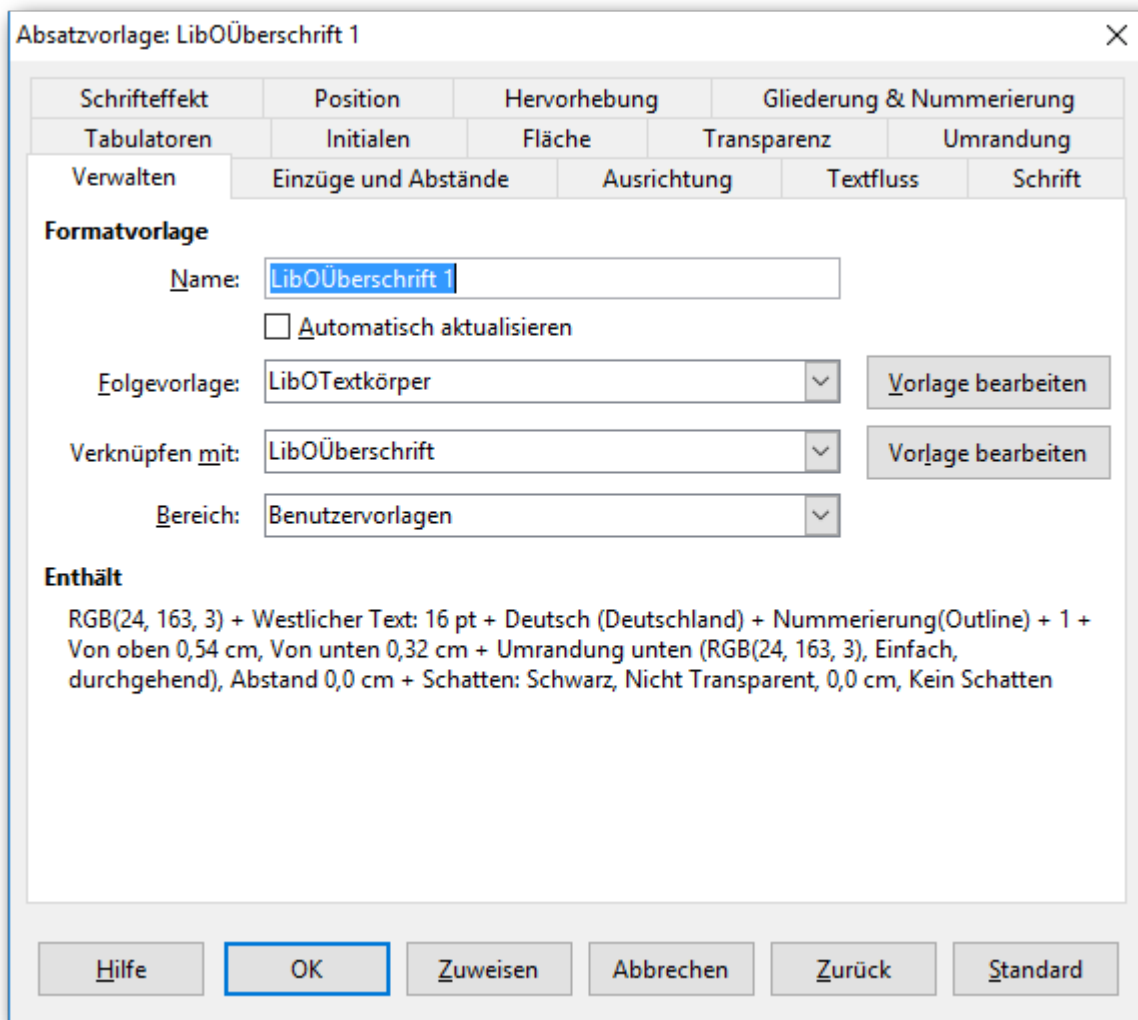 Absatzvorlage: LibOÜberschrift 1
Schrifteffekt Position Hervorhebung Gliederung & Nummerierung
Tabulatoren Initialen Fläche Transparenz Umrandung
Verwalten Einzüge und Abstände Ausrichtung Textfluss Schrift
Formatvorlage
Name: LibOÜberschrift 1
Automatisch aktualisieren
Folgevorlage: LibOTextkörper Vorlage bearbeiten
Verknüpfen mit: LibOÜberschrift Vorlage bearbeiten
Bereich: Benutzervorlagen
Enthält
RGB(24, 163, 3) + Westlicher Text: 16 pt + Deutsch (Deutschland) + Nummerierung(Outline) + 1 +
Von oben 0,54 cm, Von unten 0,32 cm + Umrandung unten (RGB(24, 163, 3), Einfach,
durchgehend), Abstand 0,0 cm + Schatten: Schwarz, Nicht Transparent, 0,0 cm, Kein Schatten
Hilfe OK Zuweisen Abbrechen Zurück Standard